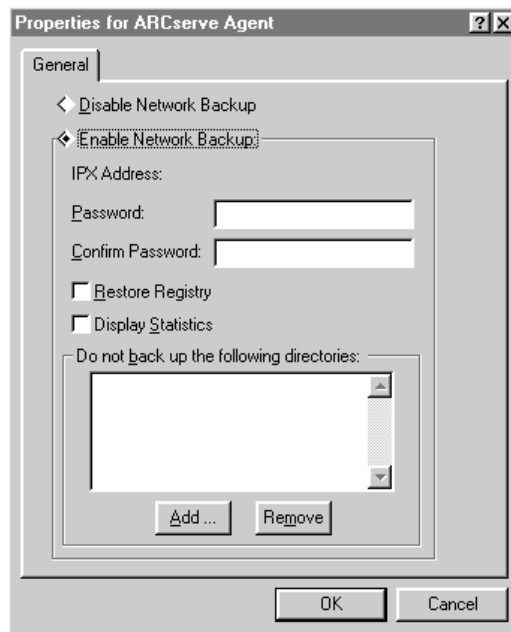 Properties for ARCserve Agent
General
Disable Network Backup
Enable Network Backup:
IPX Address:
Password:
Confirm Password:
Restore Registry
Display Statistics
Do not back up the following directories:
Add ... Remove
OK Cancel